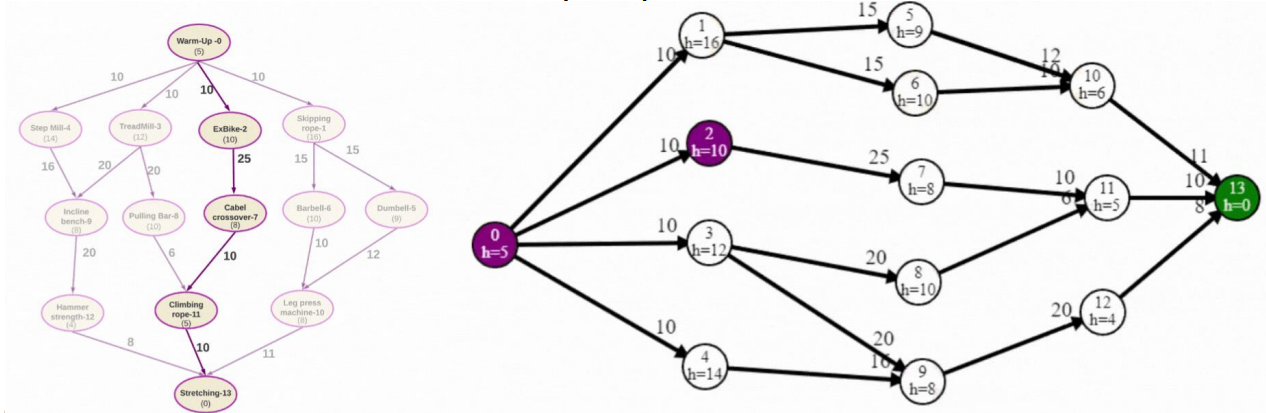 Warm-Up -0
(5)
10
10
10
10
Step Mill-4
(14)
TreadMill-3
(12)
ExBike-2
(10)
Skipping
rope-1
(16)
16
20
20
25
15
15
Incline
bench-9
(8)
Pulling Bar-8
(10)
Cabel
crossover-7
(8)
Barbell-6
(10)
Dumbell-5
(9)
20
6
10
10
12
Hammer
strength-12
(4)
Climbing
rope-11
(5)
Leg press
machine-10
(6)
8
10
11
Stretching-13
(0)
0
h=5
10
10
10
10
1
h=16
2
h=10
3
h=12
4
h=14
15
15
25
20
20
16
5
h=9
6
h=10
7
h=8
8
h=10
9
h=8
12
10
10
6
20
10
h=6
11
h=5
12
h=4
11
10
8
13
h=0